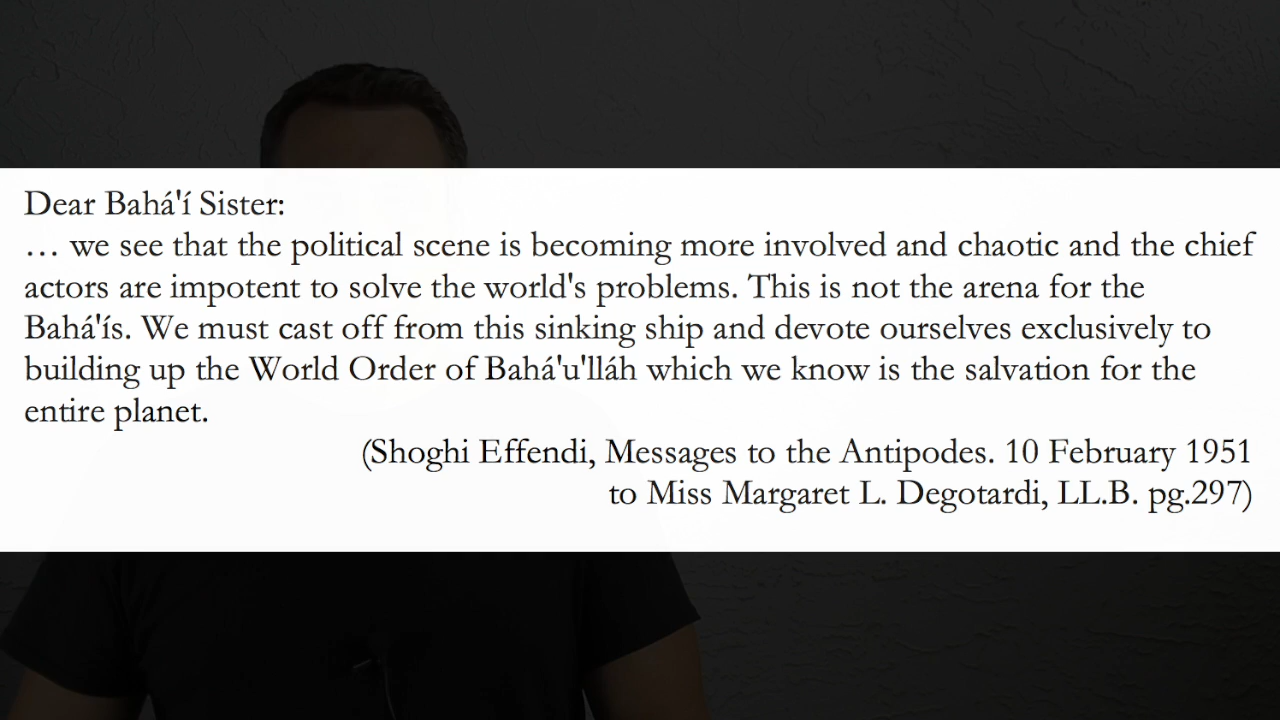 Dear Bahá'í Sister:
… we see that the political scene is becoming more involved and chaotic and the chief
actors are impotent to solve the world's problems. This is not the arena for the
Bahá'ís. We must cast off from this sinking ship and devote ourselves exclusively to
building up the World Order of Bahá'u'lláh which we know is the salvation for the
entire planet.
(Shoghi Effendi, Messages to the Antipodes. 10 February 1951
to Miss Margaret L. Degotardi, LL.B. pg.297)